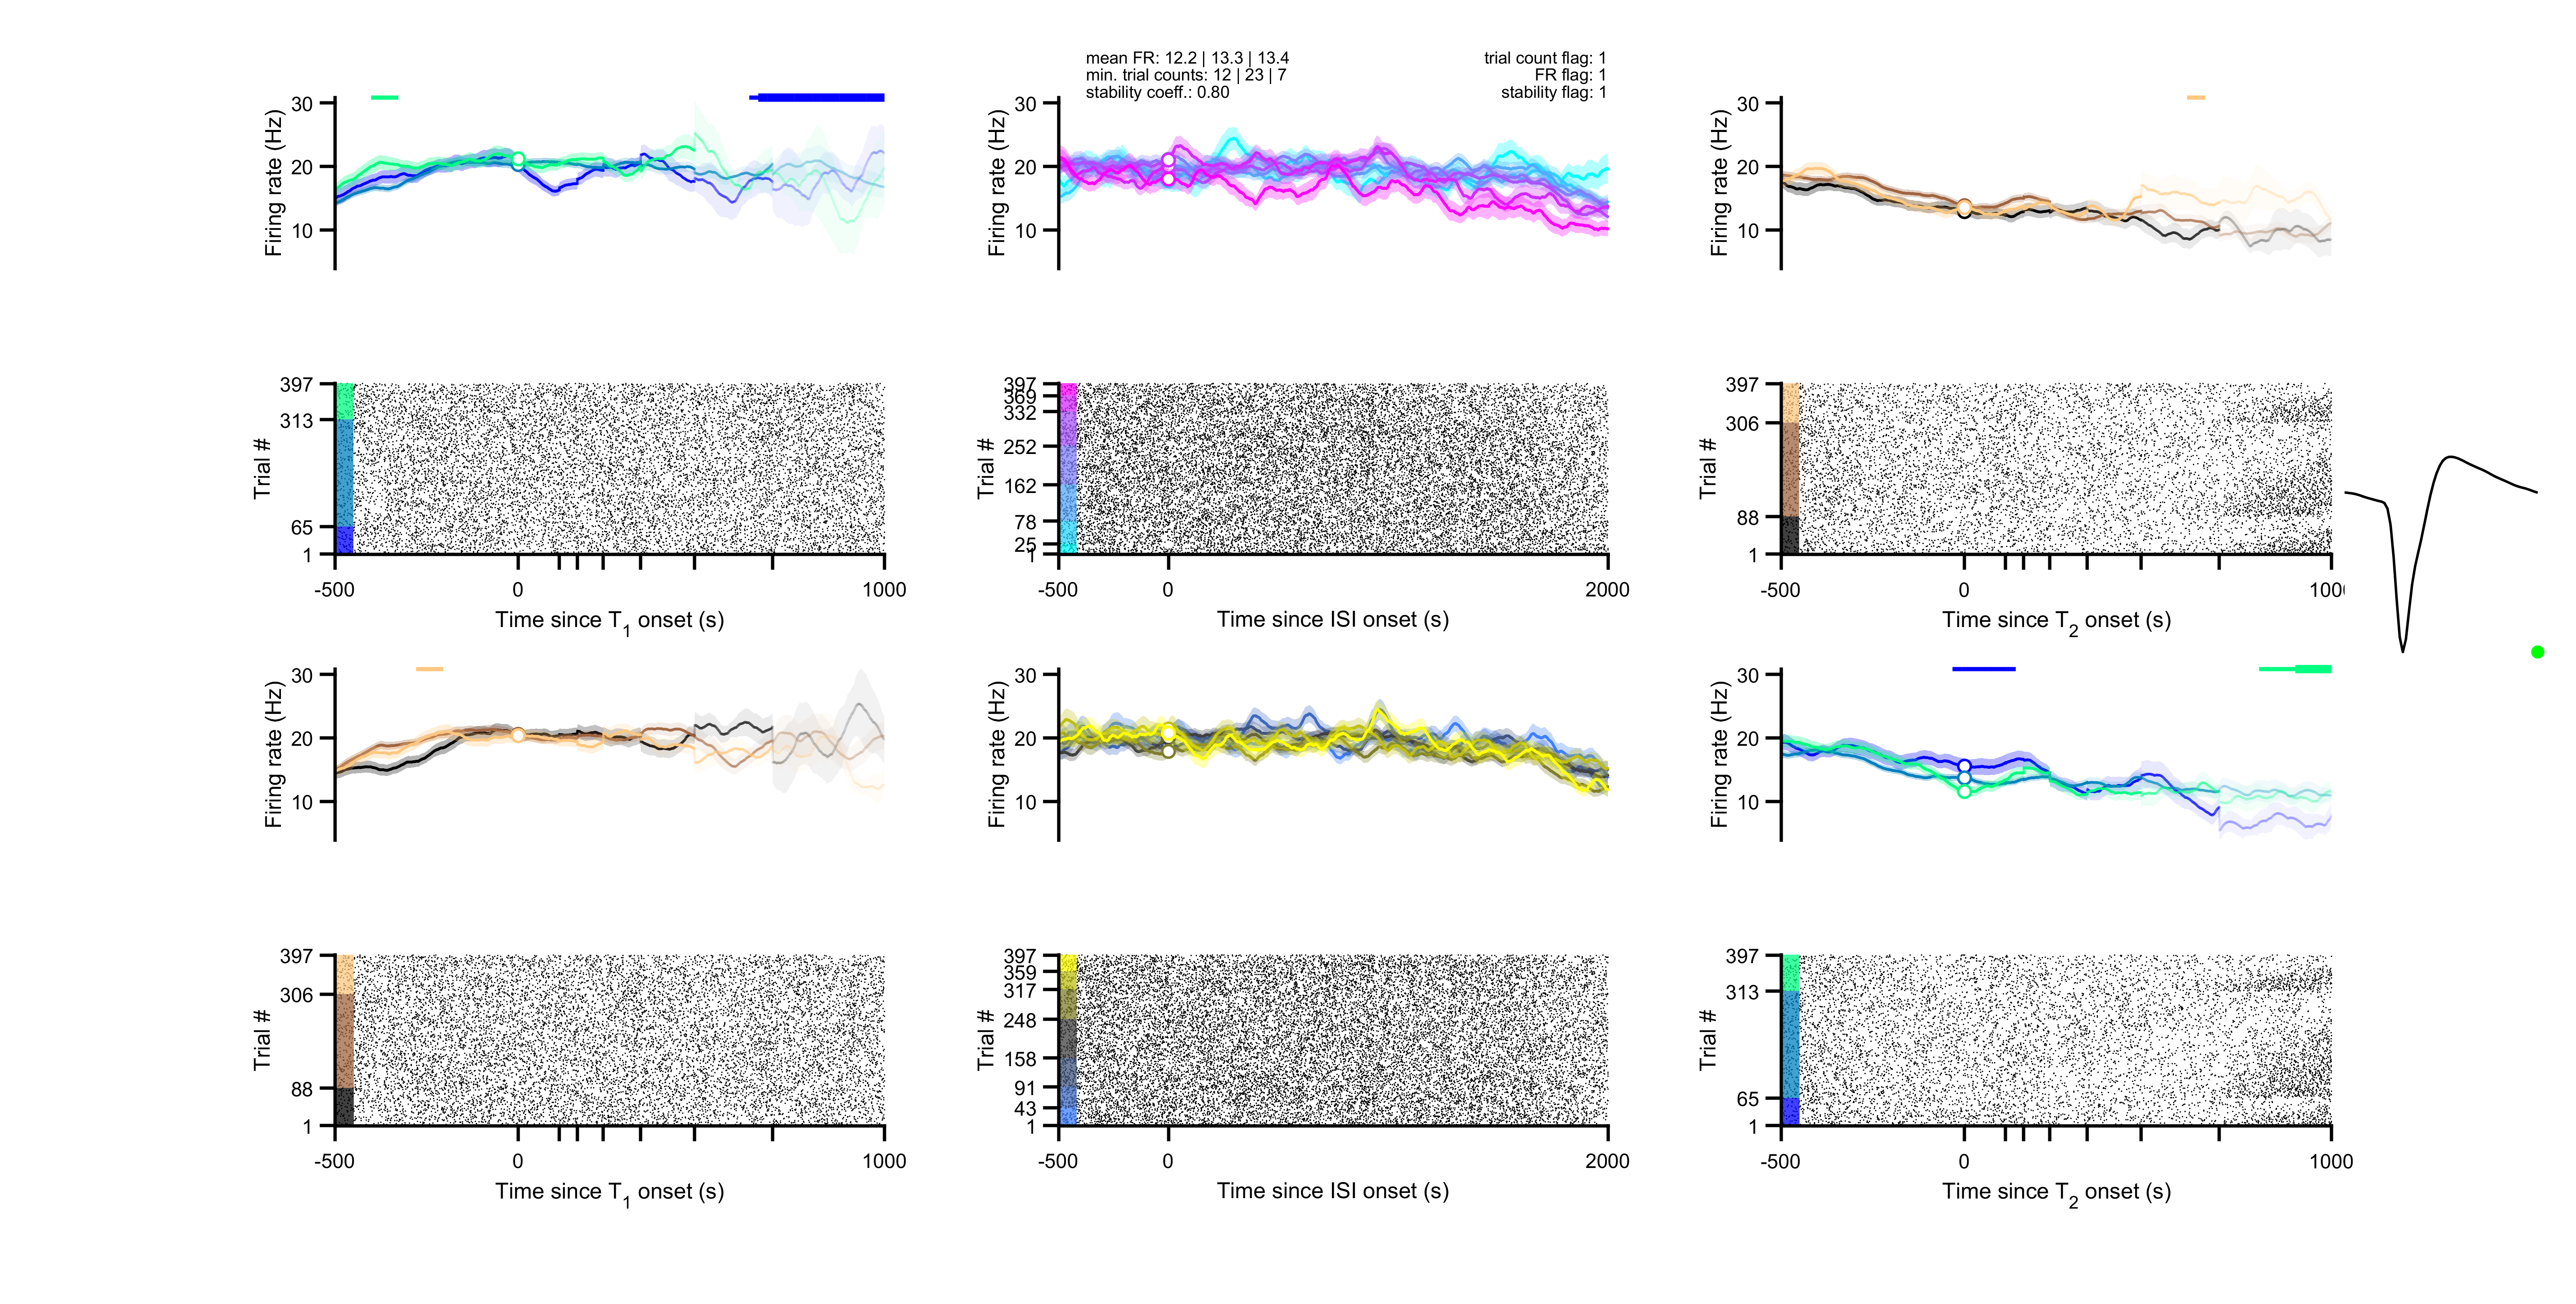 mean FR: 12.2 | 13.3 | 13.4
min. trial counts: 12 | 23 | 7
stability coeff.: 0.80
trial count flag: 1
FR flag: 1
stability flag: 1
30
20
10
Firing rate (Hz)
30
20
10
Firing rate (Hz)
30
20
10
Firing rate (Hz)
397
313
65
1
Trial #
-500
0
1000
Time since T1 onset (s)
397
369
332
252
162
78
25
1
Trial #
-500
0
2000
Time since ISI onset (s)
397
306
88
1
Trial #
-500
0
100
Time since T2 onset (s)
30
20
10
Firing rate (Hz)
30
20
10
Firing rate (Hz)
30
20
10
Firing rate (Hz)
397
306
88
1
Trial #
-500
0
1000
Time since T1 onset (s)
397
359
317
248
158
91
43
1
Trial #
-500
0
2000
Time since ISI onset (s)
397
313
65
1
Trial #
-500
0
1000
Time since T2 onset (s)